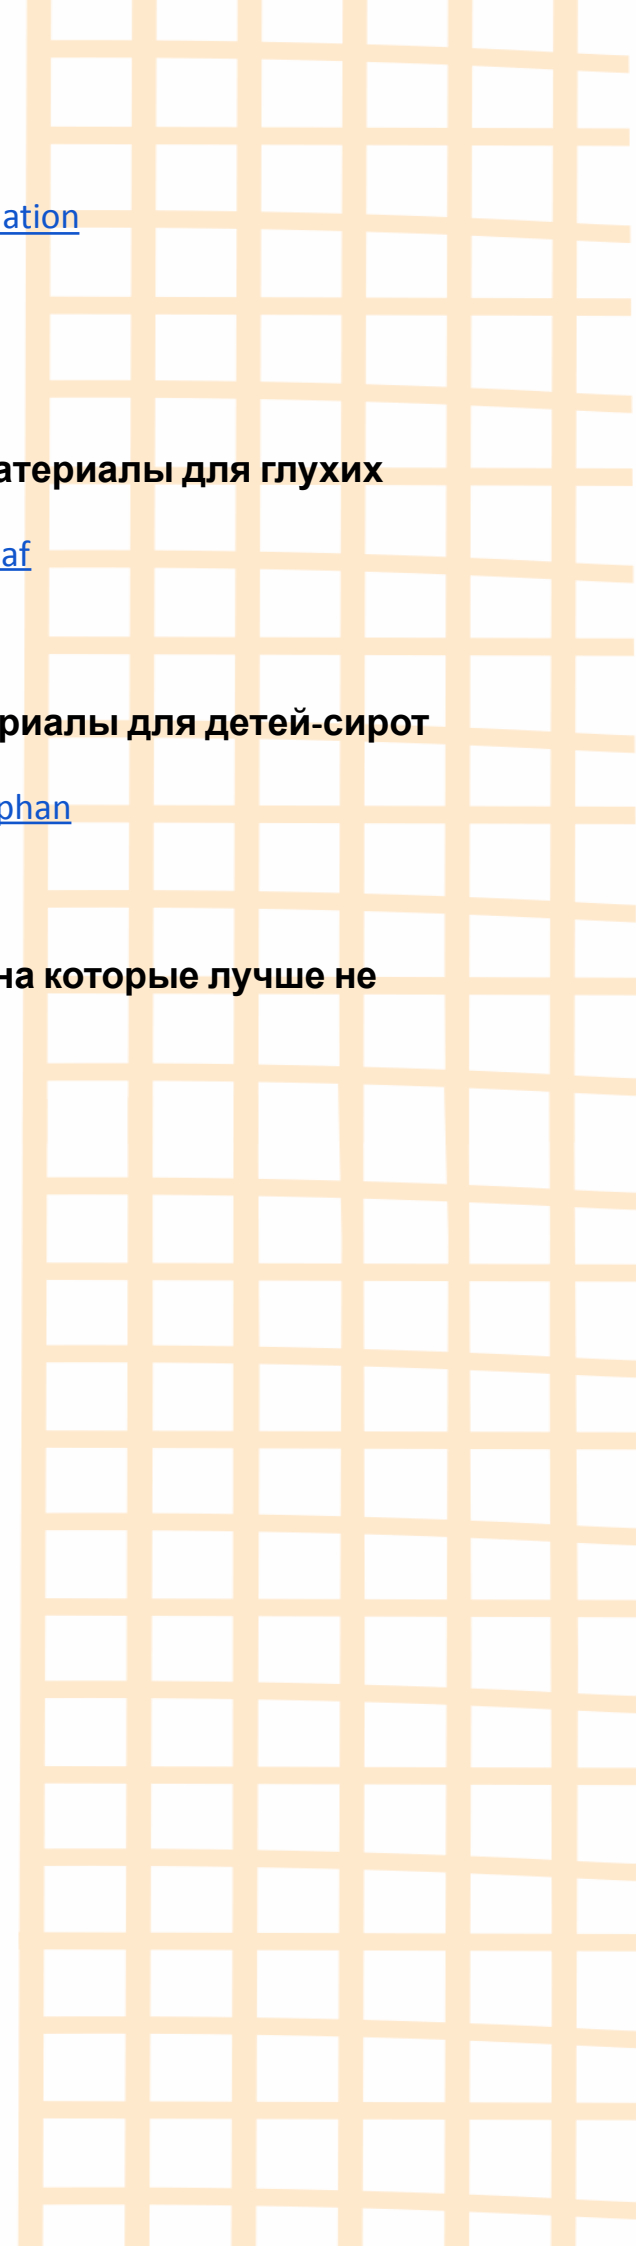 ation
атериалы для глухих
af
риалы для детей-сирот
phan
на которые лучше не